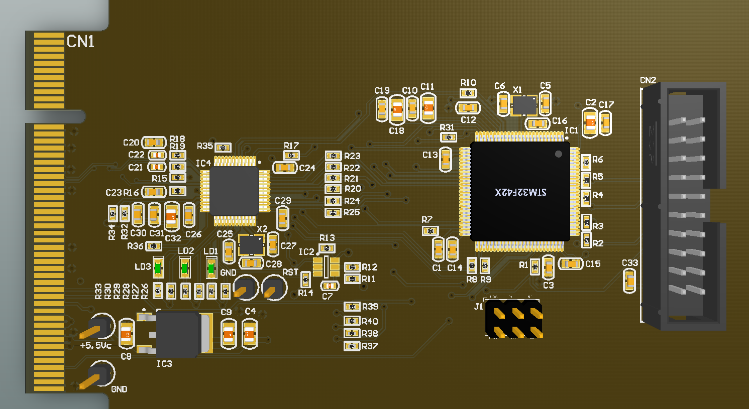 CN1
CN2
C19
C10
C11
C18
R10
C12
C6
X1
C5
C16
IC1
C2
C17
R31
C13
STM32F42X
R6
R5
R4
R3
R2
C20
R18
C22
R19
C21
R15
C23
R16
R35
IC4
R17
C24
R23
R22
R21
R20
R24
R25
R34
R32
C30
C31
C32
C26
C29
R36
X2
C25
C27
C28
R13
IC2
R12
R11
R14
C7
R7
C1
C14
R8
R9
R1
C3
C15
C33
LD3
LD2
LD1
GND
RST
R33
R30
R29
R28
R27
R26
+5.5Vc
C8
IC3
C9
C4
R39
R40
R38
R37
J1
GND